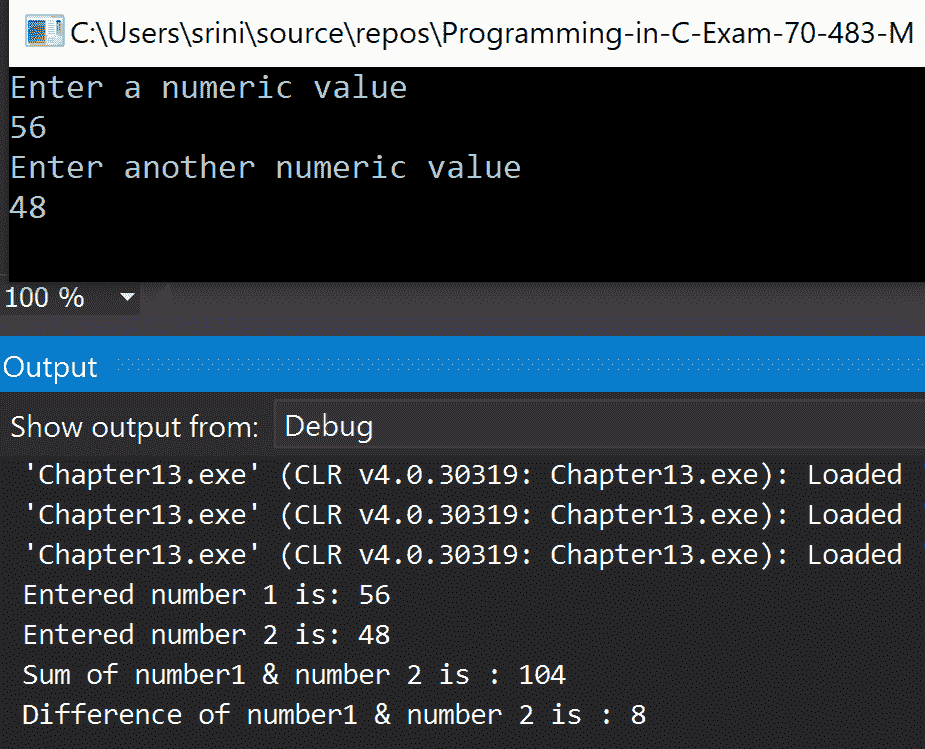 C:\Users\srini\source\repos\Programming-in-C-Exam-70-483-M
Enter a numeric value
56
Enter another numeric value
48
100 %
Output
Show output from: Debug
'Chapter13.exe' (CLR v4.0.30319: Chapter13.exe): Loaded
'Chapter13.exe' (CLR v4.0.30319: Chapter13.exe): Loaded
'Chapter13.exe' (CLR v4.0.30319: Chapter13.exe): Loaded
Entered number 1 is: 56
Entered number 2 is: 48
Sum of number1 & number 2 is : 104
Difference of number1 & number 2 is : 8